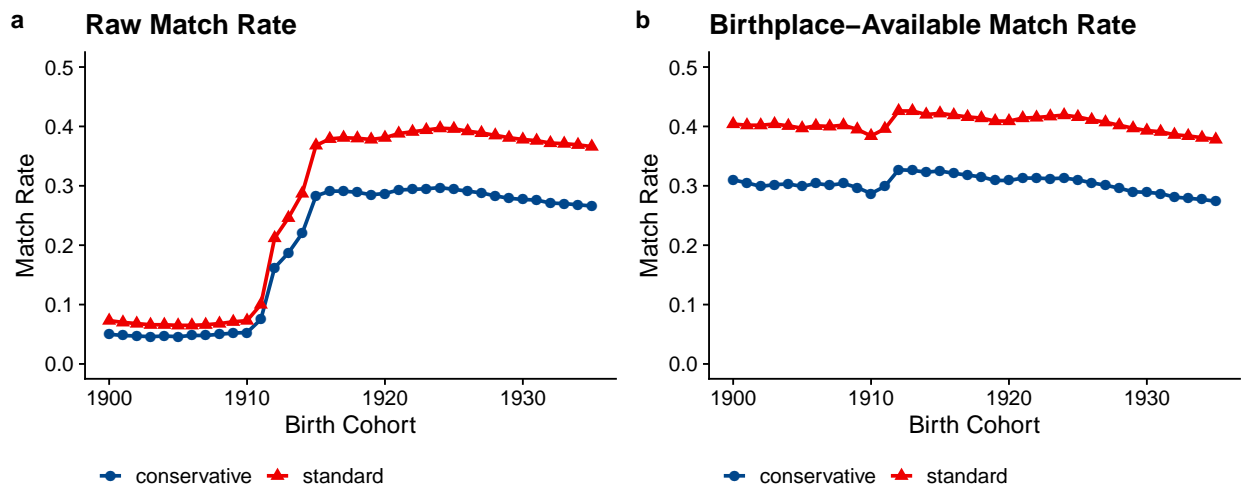 a Raw Match Rate
0.5
0.4
0.3
0.2
0.1
0.0
Match Rate
1900 1910 1920 1930
Birth Cohort
conservative standard
b Birthplace−Available Match Rate
0.5
0.4
0.3
0.2
0.1
0.0
Match Rate
1900 1910 1920 1930
Birth Cohort
conservative standard